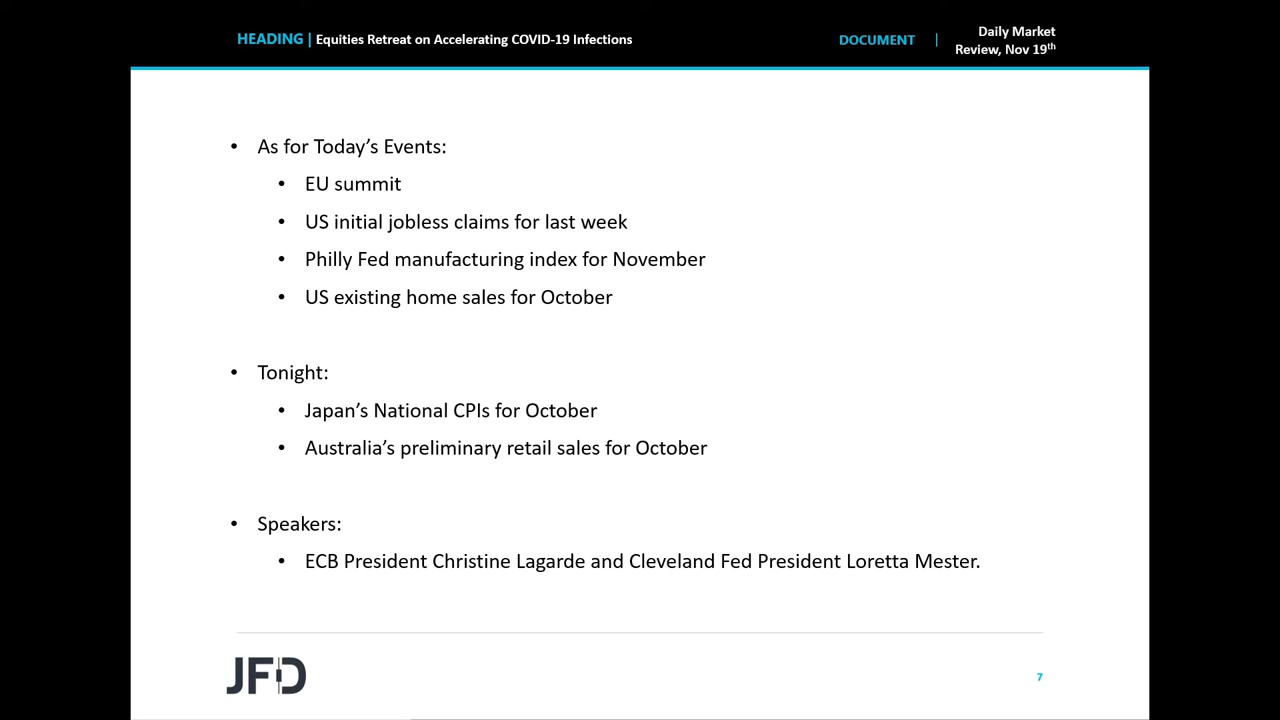 HEADING | Equities Retreat on Accelerating COVID-19 Infections
DOCUMENT | Daily Market
Review, Nov 19th
• As for Today’s Events:
• EU summit
• US initial jobless claims for last week
• Philly Fed manufacturing index for November
• US existing home sales for October
• Tonight:
• Japan’s National CPIs for October
• Australia’s preliminary retail sales for October
• Speakers:
• ECB President Christine Lagarde and Cleveland Fed President Loretta Mester.
JFD
7